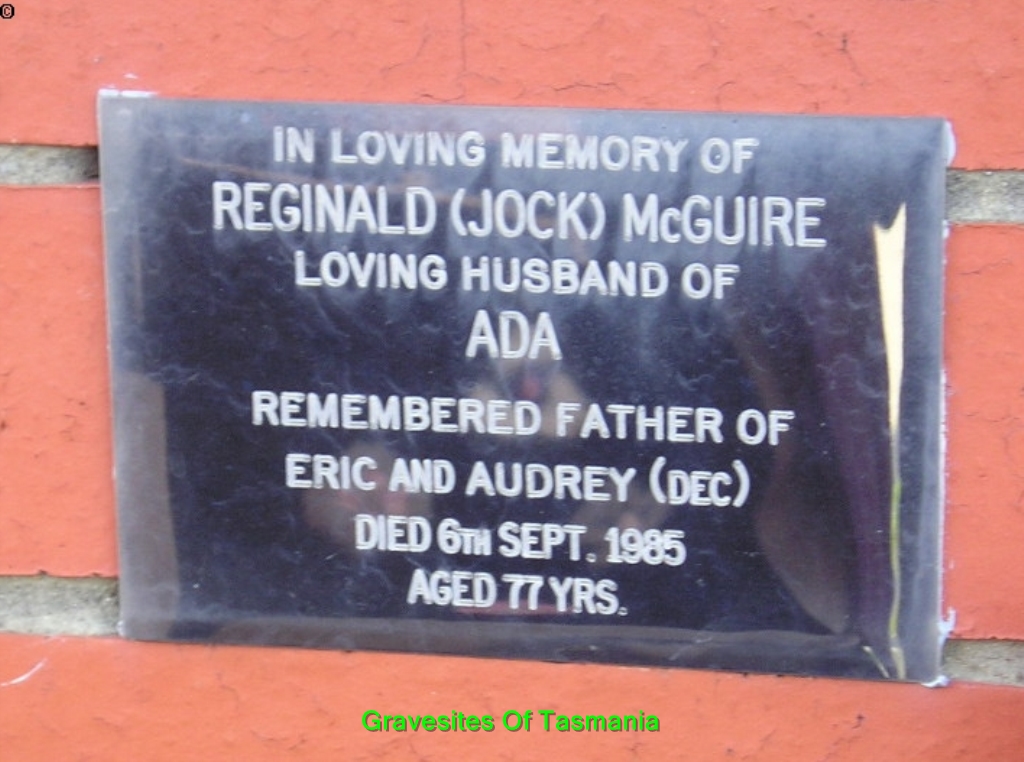 ©
IN LOVING MEMORY OF
REGINALD (JOCK) McGUIRE
LOVING HUSBAND OF
ADA
REMEMBERED FATHER OF
ERIC AND AUDREY (DEC)
DIED 6TH SEPT. 1985
AGED 77 YRS.
Gravesites Of Tasmania